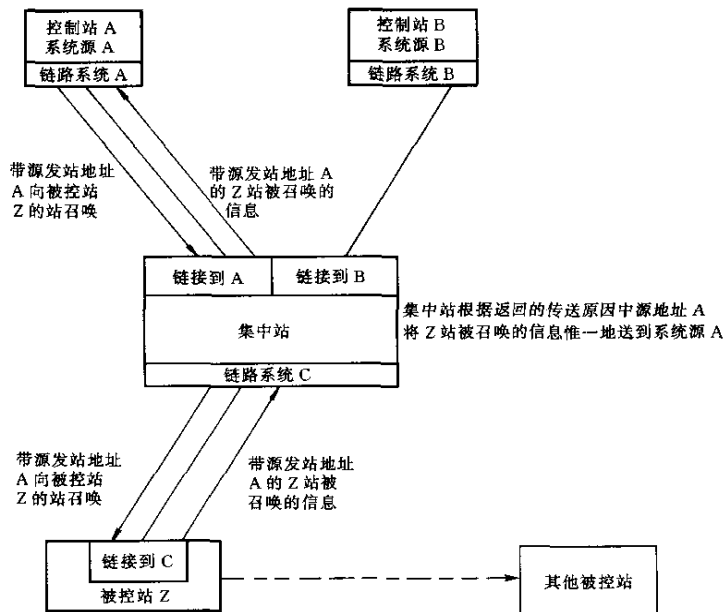 控制站 A
系统源 A
链路系统 A
控制站 B
系统源 B
链路系统 B
带源发站地址
A 向被控站
Z 的站召唤
带源发站地址 A
的 Z 站被召唤的
信息
链接到 A
链接到 B
集中站
链路系统 C
集中站根据返回的传送原因中源地址 A
将 Z 站被召唤的信息惟一地送到系统源 A
带源发站地址
A 向被控站
Z 的站召唤
带源发站地址
A 的 Z 站被
召唤的信息
链接到 C
被控站 Z
其他被控站